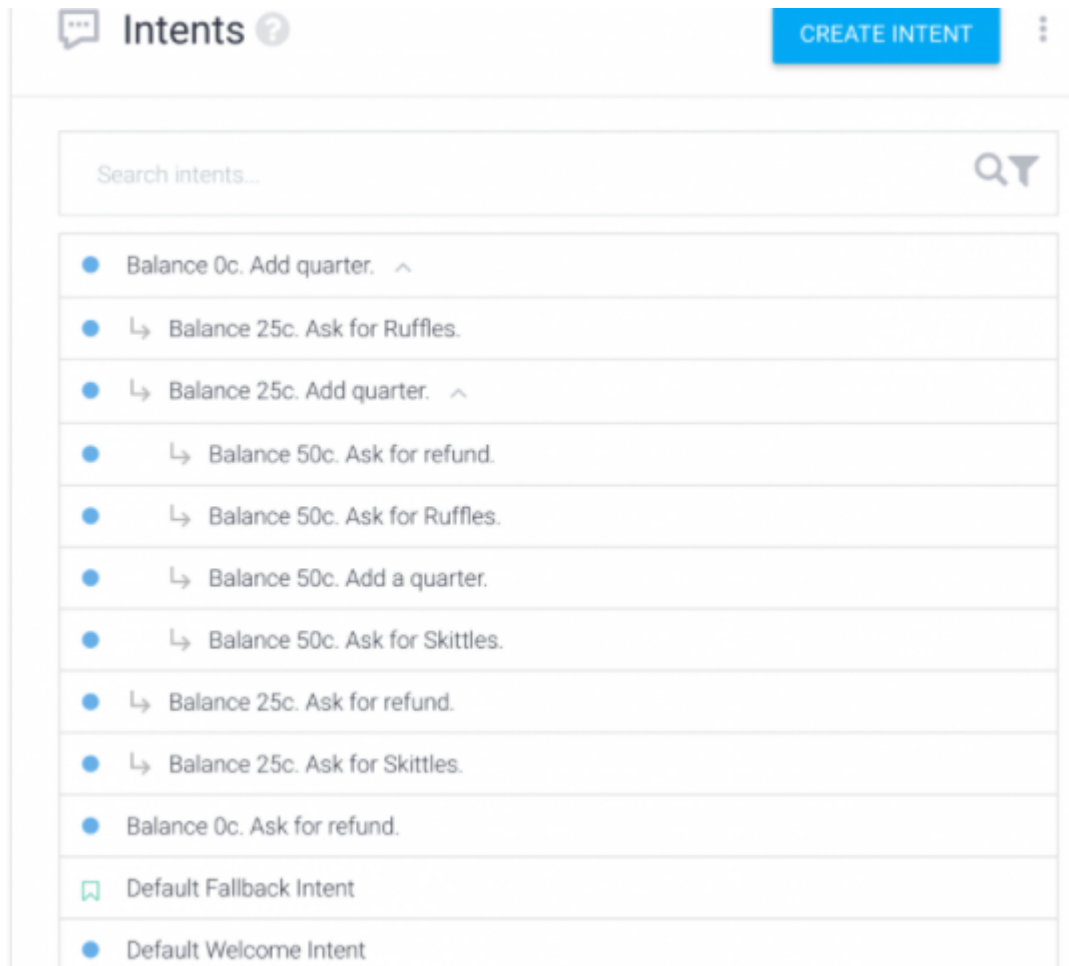 Intents ?
CREATE INTENT
Search intents...
Balance 0c. Add quarter.
Balance 25c. Ask for Ruffles.
Balance 25c. Add quarter.
Balance 50c. Ask for refund.
Balance 50c. Ask for Ruffles.
Balance 50c. Add a quarter.
Balance 50c. Ask for Skittles.
Balance 25c. Ask for refund.
Balance 25c. Ask for Skittles.
Balance 0c. Ask for refund.
Default Fallback Intent
Default Welcome Intent